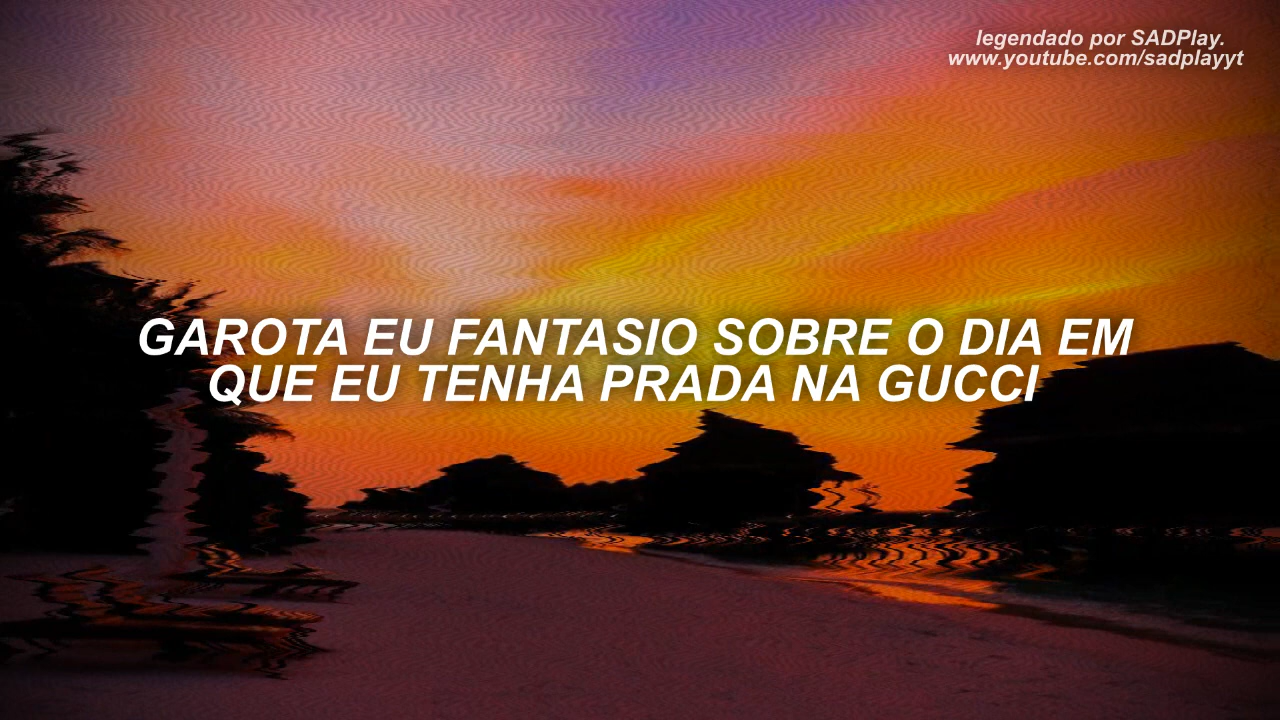 legendado por SADPlay.
www.youtube.com/sadplayyt
GAROTA EU FANTASIO SOBRE O DIA EM
QUE EU TENHA PRADA NA GUCCI